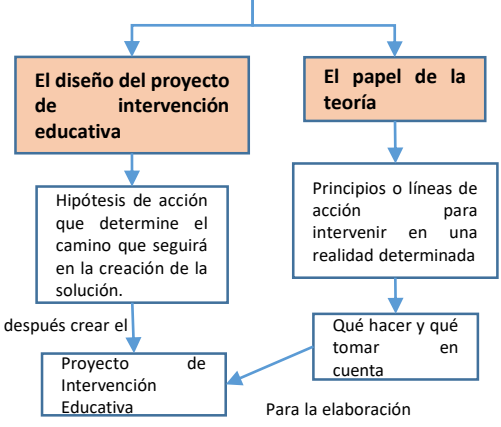 El diseño del proyecto
de intervención
educativa
El papel de la
teoría
Hipótesis de acción
que determine el
camino que seguirá
en la creación de la
solución.
Principios o líneas de
acción para
intervenir en una
realidad determinada
después crear el
Qué hacer y qué
tomar en
cuenta
Proyecto de
Intervención
Educativa
Para la elaboración